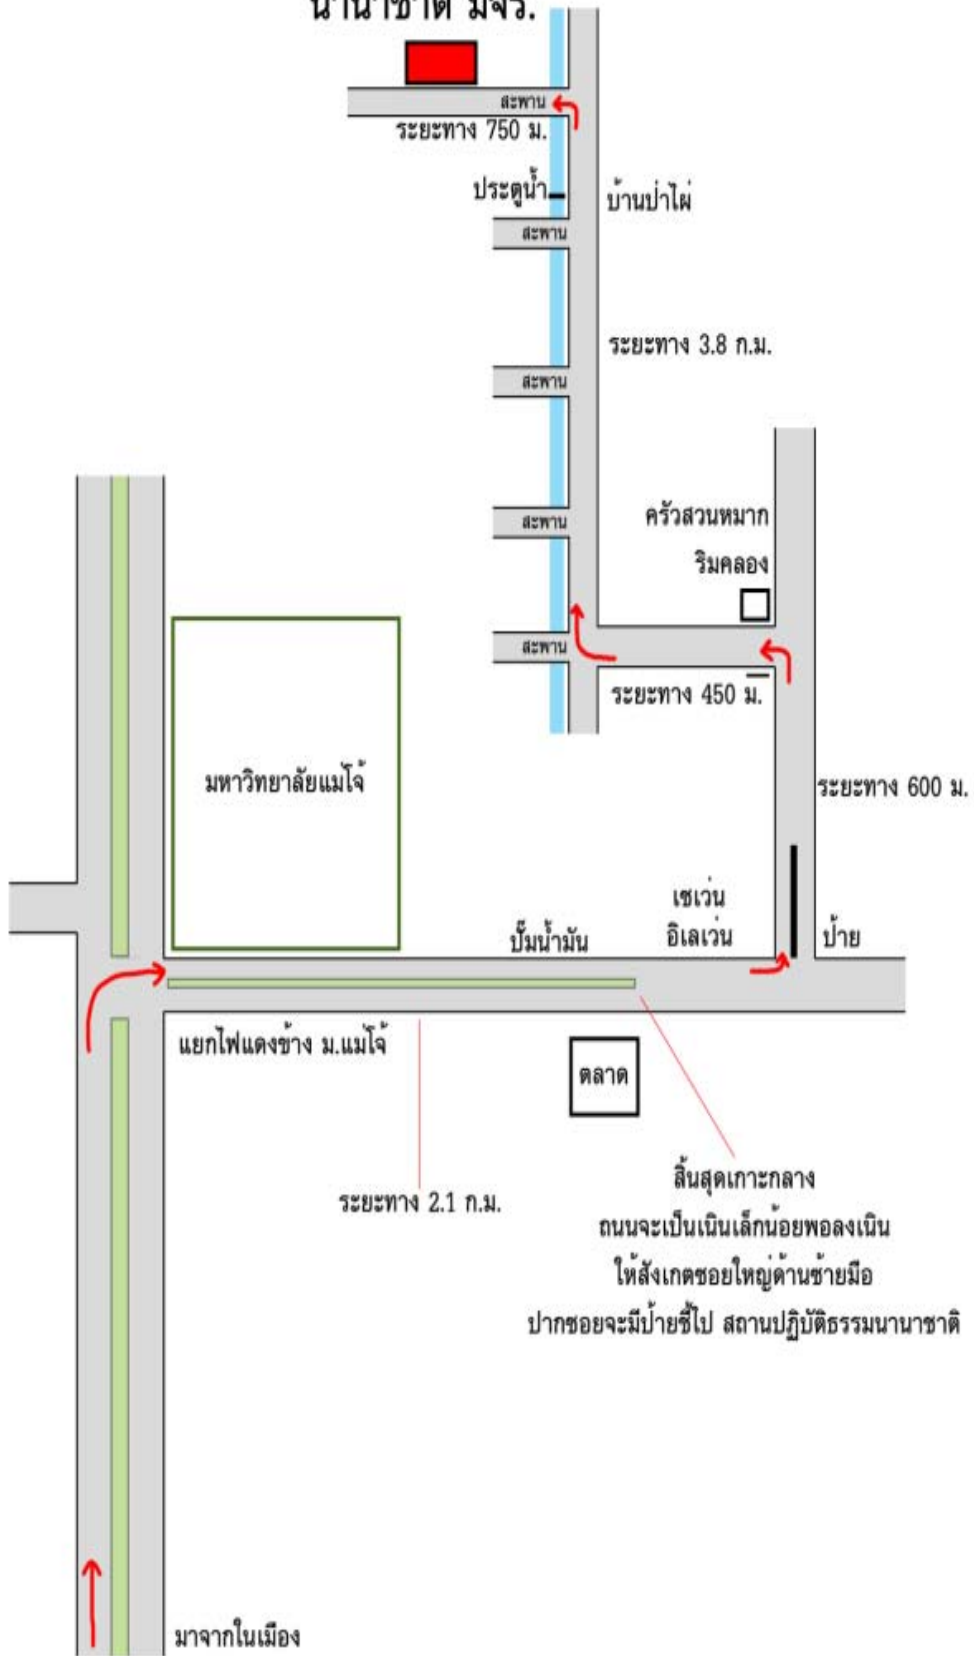 นานาชาติ มจร.
สะพาน
ระยะทาง 750 ม.
ประตูน้ำ
บ้านป่าไผ่
สะพาน
ระยะทาง 3.8 ก.ม.
สะพาน
ครัวสวนหมาก
ริมคลอง
สะพาน
สะพาน
ระยะทาง 450 ม.
มหาวิทยาลัยแม่โจ้
ระยะทาง 600 ม.
เซเว่น
อิเลเว่น
ปั๊มน้ำมัน
ป้าย
แยกไฟแดงข้าง ม.แม่โจ้
ตลาด
ระยะทาง 2.1 ก.ม.
สิ้นสุดเกาะกลาง
ถนนจะเป็นเนินเล็กน้อยพอลงเนิน
ให้สังเกตซอยใหญ่ด้านซ้ายมือ
ปากซอยจะมีป้ายชี้ไป สถานปฏิบัติธรรมนานาชาติ
มาจากในเมือง